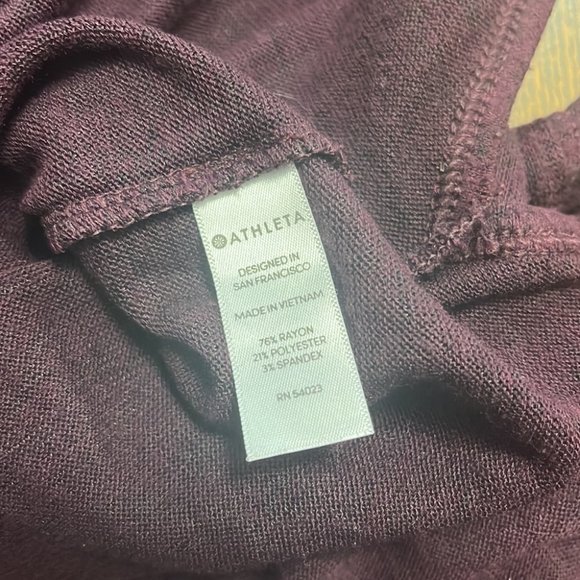 ATHLETA
DESIGNED IN
SAN FRANCISCO
MADE IN VIETNAM
76% RAYON
21% POLYESTER
3% SPANDEX
RN 54023